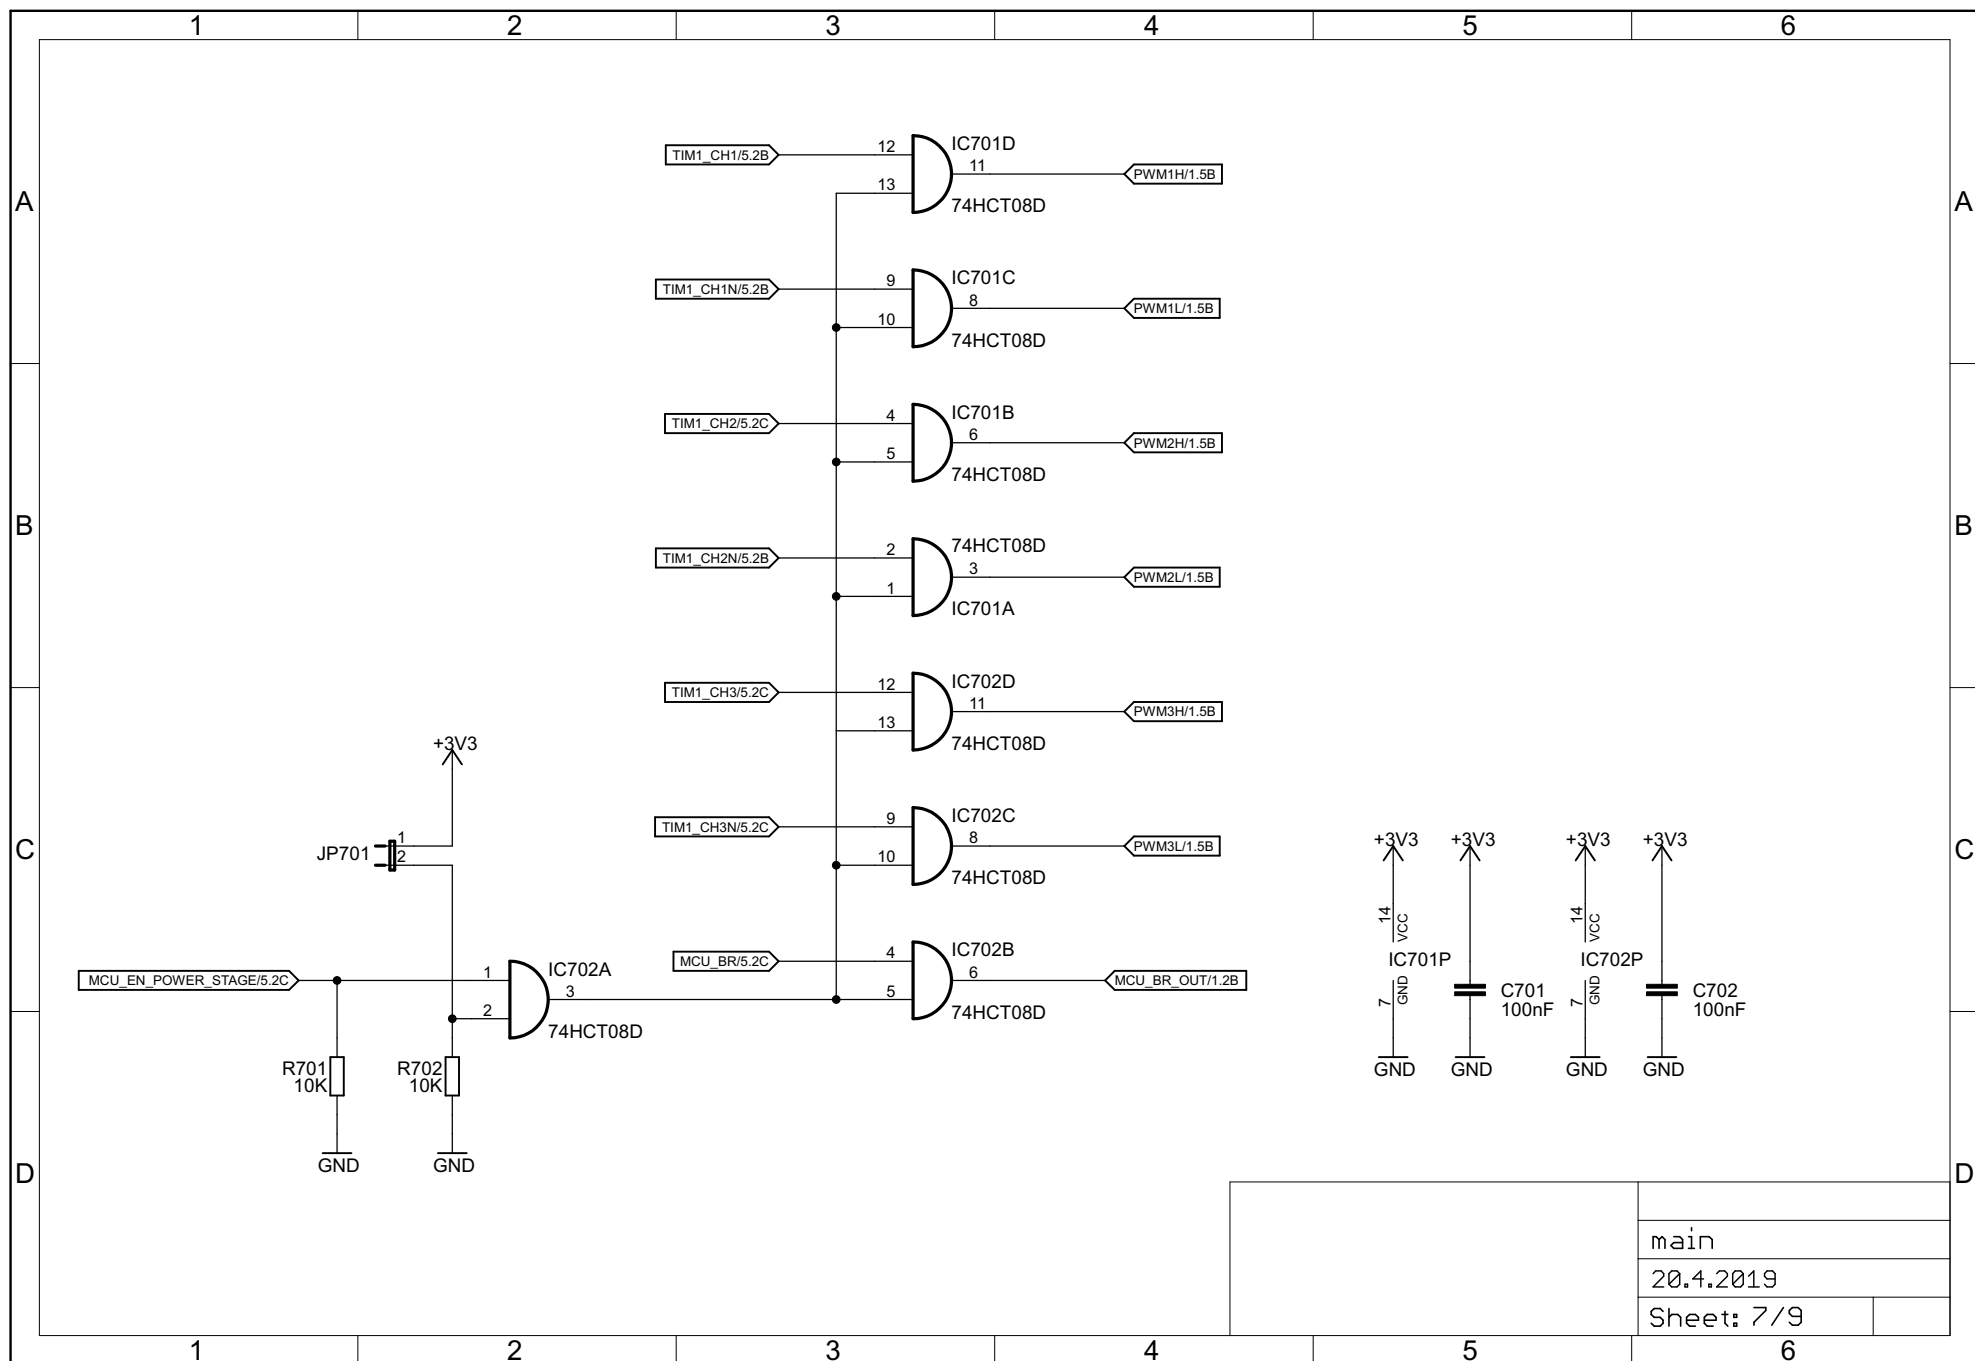 1 2 3 4 5 6
A A
B B
C C
D D
TIM1_CH1/5.2B 12 13 IC701D 11 74HCT08D PWM1H/1.5B
TIM1_CH1N/5.2B 9 10 IC701C 8 74HCT08D PWM1L/1.5B
TIM1_CH2/5.2C 4 5 IC701B 6 74HCT08D PWM2H/1.5B
TIM1_CH2N/5.2B 2 1 74HCT08D 3 IC701A PWM2L/1.5B
TIM1_CH3/5.2C 12 13 IC702D 11 74HCT08D PWM3H/1.5B
TIM1_CH3N/5.2C 9 10 IC702C 8 74HCT08D PWM3L/1.5B
MCU_BR/5.2C 4 5 IC702B 6 74HCT08D MCU_BR_OUT/1.2B
+3V3
JP701 1 2
MCU_EN_POWER_STAGE/5.2C 1 2 IC702A 3 74HCT08D
R701
10K
GND
R702
10K
GND
+3V3 +3V3 +3V3 +3V3
14 VCC 14 VCC
IC701P IC702P
7 GND 7 GND
C701
100nF
C702
100nF
GND GND GND GND
main
20.4.2019
Sheet: 7/9
1 2 3 4 5 6